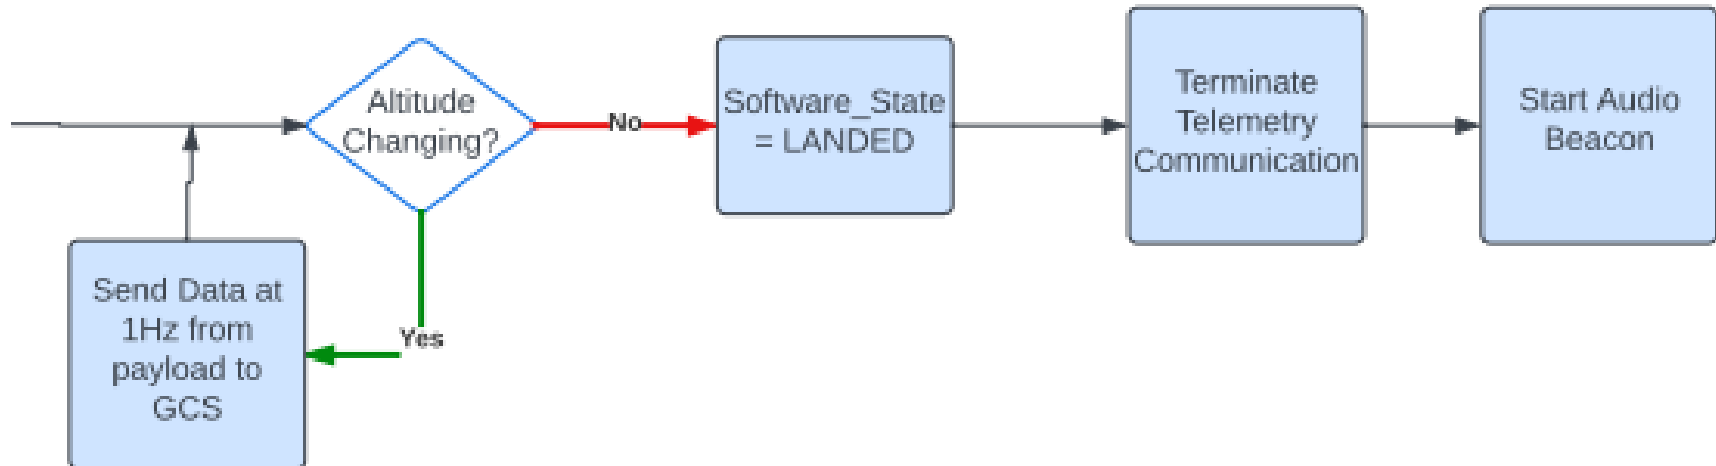 Altitude
Changing?
No
Software_State
= LANDED
Terminate
Telemetry
Communication
Start Audio
Beacon
Yes
Send Data at
1Hz from
payload to
GCS